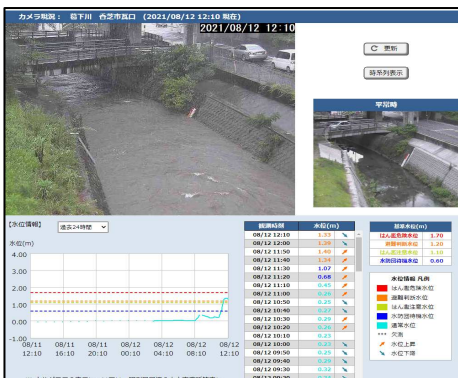 カメラ概況： 葛下川 香芝市瓦口 (2021/08/12 12:10 現在)
2021/08/12 12:10
更新
時系列表示
平常時
【水位情報】
過去24時間
水位(m)
4.00
3.00
2.00
1.00
0.00
-1.00
08/11 08/11 08/11 08/12 08/12 08/12 08/12
12:10 16:10 20:10 00:10 04:10 08:10 12:10
観測時刻 水位(m)
08/12 12:10 1.33
08/12 12:00
08/12 11:50 1.40
08/12 11:40 1.34
08/12 11:30 1.07
08/12 11:20 0.68
08/12 11:10 0.45
08/12 11:00 0.26
08/12 10:50 0.25
08/12 10:40 0.27
08/12 10:30 0.29
08/12 10:20 0.26
08/12 10:10 0.23
08/12 10:00 0.23
08/12 09:50
08/12 09:40 0.29
08/12 09:30 0.32
基準水位(m)
はん濫危険水位 1.70
避難判断水位 1.20
はん濫注意水位 1.10
水防団待機水位 0.60
水位情報 凡例
はん濫危険水位
避難判断水位
はん濫注意水位
水防団待機水位
通常水位
欠測
水位上昇
水位下降